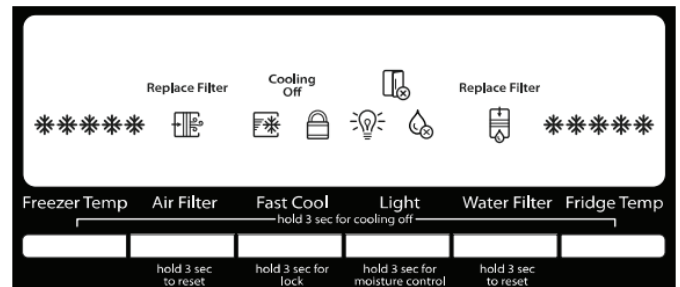 Cooling
Off
Replace Filter
Replace Filter
Freezer Temp Air Filter Fast Cool Light Water Filter Fridge Temp
hold 3 sec for cooling off
hold 3 sec
to reset
hold 3 sec for
lock
hold 3 sec for
moisture control
hold 3 sec
to reset